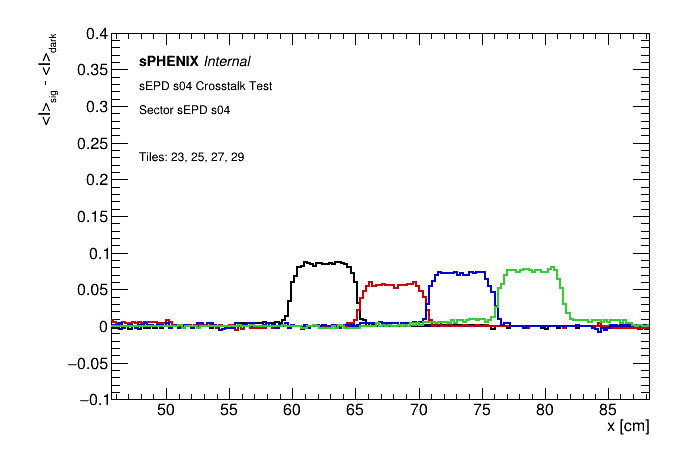 <I>sig - <I>dark
0.4
0.35
0.3
0.25
0.2
0.15
0.1
0.05
0
−0.05
−0.1
sPHENIX Internal
sEPD s04 Crosstalk Test
Sector sEPD s04
Tiles: 23, 25, 27, 29
50 55 60 65 70 75 80 85
x [cm]